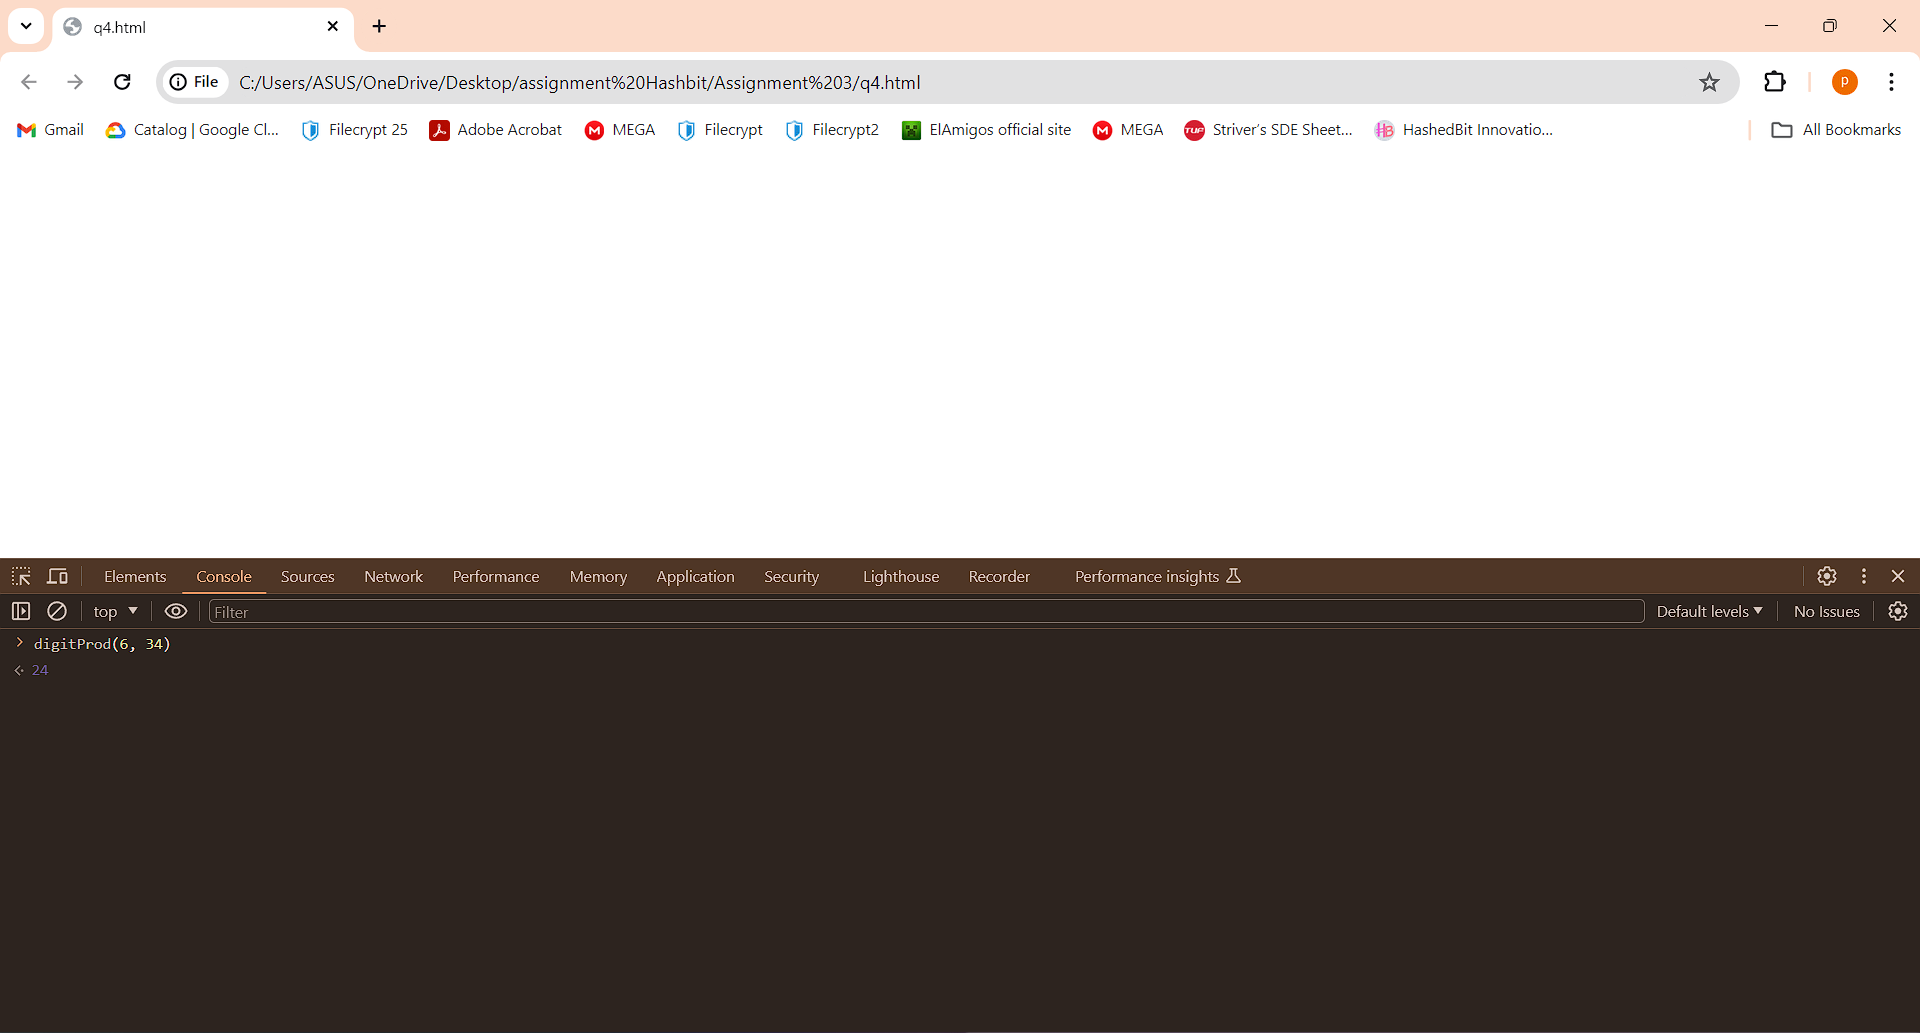 q4.html
File C:/Users/ASUS/OneDrive/Desktop/assignment%20Hashbit/Assignment%203/q4.html
P
Gmail Catalog | Google Cl... Filecrypt 25 Adobe Acrobat MEGA Filecrypt Filecrypt2 ElAmigos official site MEGA TUF Striver's SDE Sheet... HB HashedBit Innovatio... All Bookmarks
Elements Console Sources Network Performance Memory Application Security Lighthouse Recorder Performance insights
top Filter Default levels No Issues
digitProd(6, 34)
24